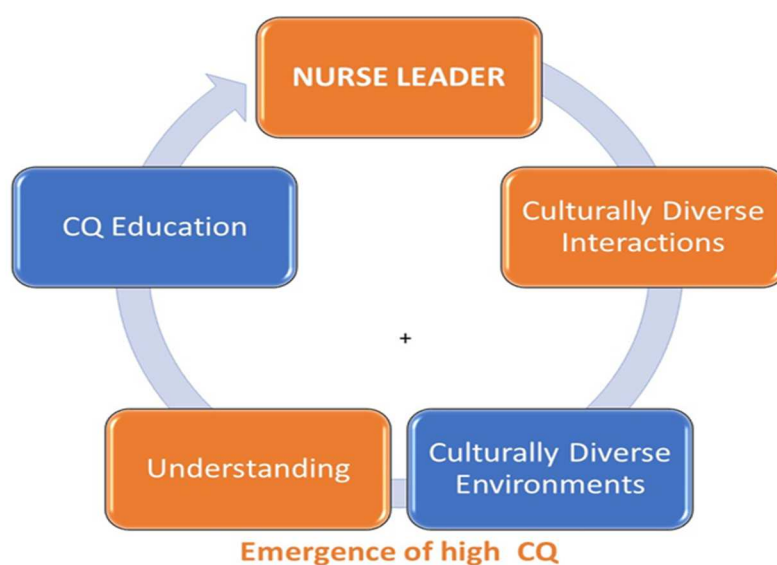 NURSE LEADER
CQ Education
Culturally Diverse
Interactions
+
Understanding
Culturally Diverse
Environments
Emergence of high CQ